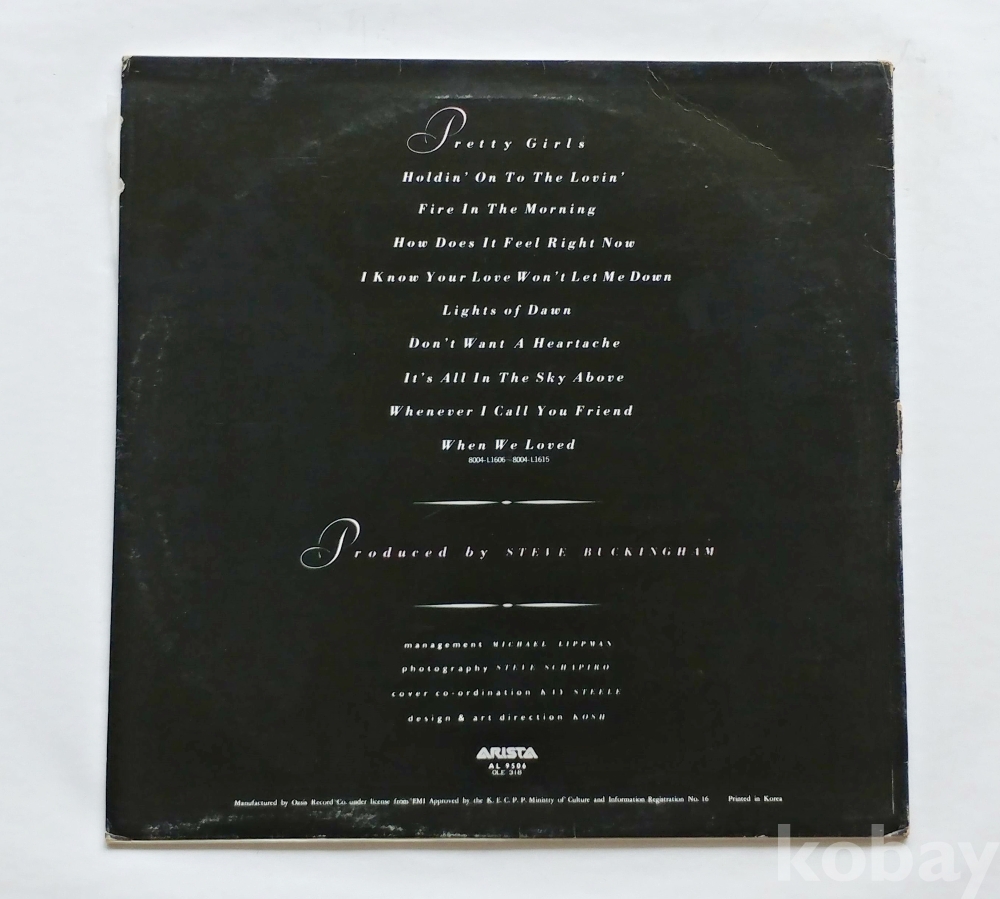 Pretty Girls
Holdin' On To The Lovin'
Fire In The Morning
How Does It Feel Right Now
I Know Your Love Won't Let Me Down
Lights of Dawn
Don't Want A Heartache
It's All In The Sky Above
Whenever I Call You Friend
When We Loved
8004-L1606~8004-L1615
Produced by STEVE BUCKINGHAM
management MICHAEL LIPPMAN
photography STEVE SCHAPIRO
cover co-ordination KAY STEELE
design & art direction KOSH
ARISTA
AL 9506
OLE 318
Manufactured by Oasis Record Co. under license from EMI Approved by the K. E. C. P. P. Ministry of Culture and Information Registration No. 16 Printed in Korea
kobay